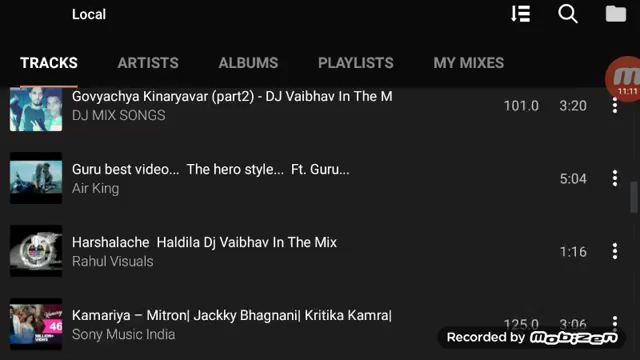 Local
TRACKS ARTISTS ALBUMS PLAYLISTS MY MIXES
11:11
Govyachya Kinaryavar (part2) - DJ Vaibhav In The M
DJ MIX SONGS
101.0 3:20
Guru best video... The hero style... Ft. Guru...
Air King
5:04
Harshalache Haldila Dj Vaibhav In The Mix
Rahul Visuals
1:16
Kamariya – Mitron| Jackky Bhagnani| Kritika Kamra|
Sony Music India
125.0 3:06
46
MILLION+
Recorded by mobizen